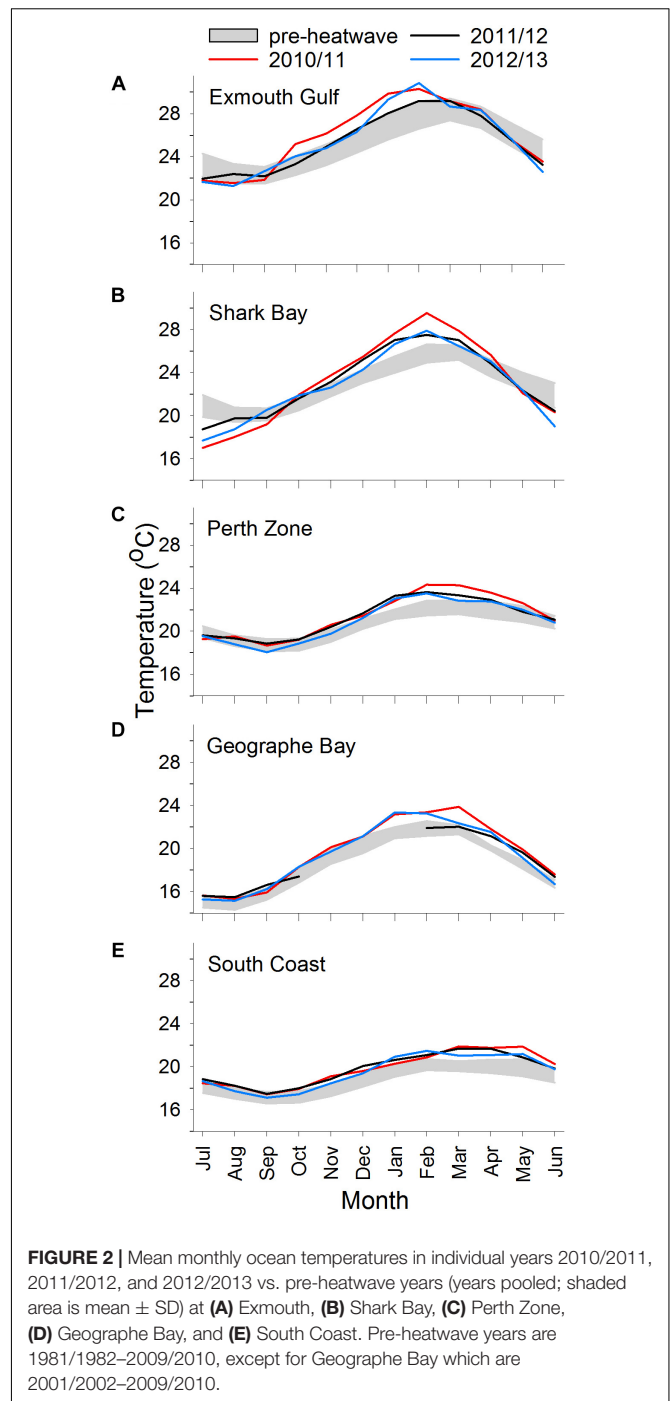 pre-heatwave 2011/12
2010/11 2012/13
A
Exmouth Gulf
28
24
20
16
B
Shark Bay
28
24
20
16
C
Perth Zone
28
24
20
16
Temperature (°C)
D
Geographe Bay
28
24
20
16
E
South Coast
28
24
20
16
Jul Aug Sep Oct Nov Dec Jan Feb Mar Apr May Jun
Month
FIGURE 2 | Mean monthly ocean temperatures in individual years 2010/2011,
2011/2012, and 2012/2013 vs. pre-heatwave years (years pooled; shaded
area is mean ± SD) at (A) Exmouth, (B) Shark Bay, (C) Perth Zone,
(D) Geographe Bay, and (E) South Coast. Pre-heatwave years are
1981/1982–2009/2010, except for Geographe Bay which are
2001/2002–2009/2010.